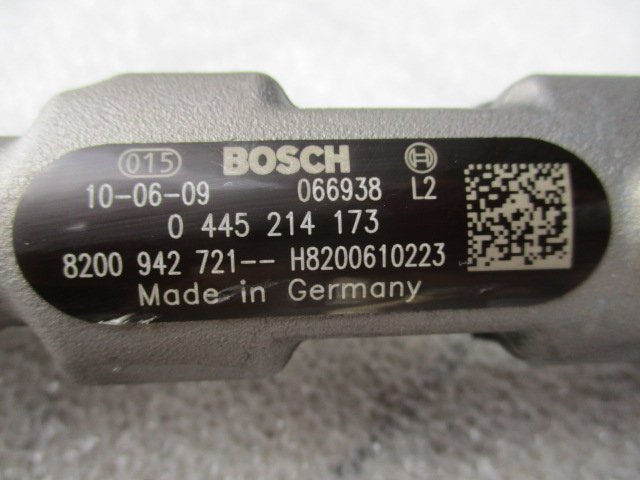 015 BOSCH
10-06-09 066938 L2
0 445 214 173
8200 942 721-- H8200610223
Made in Germany